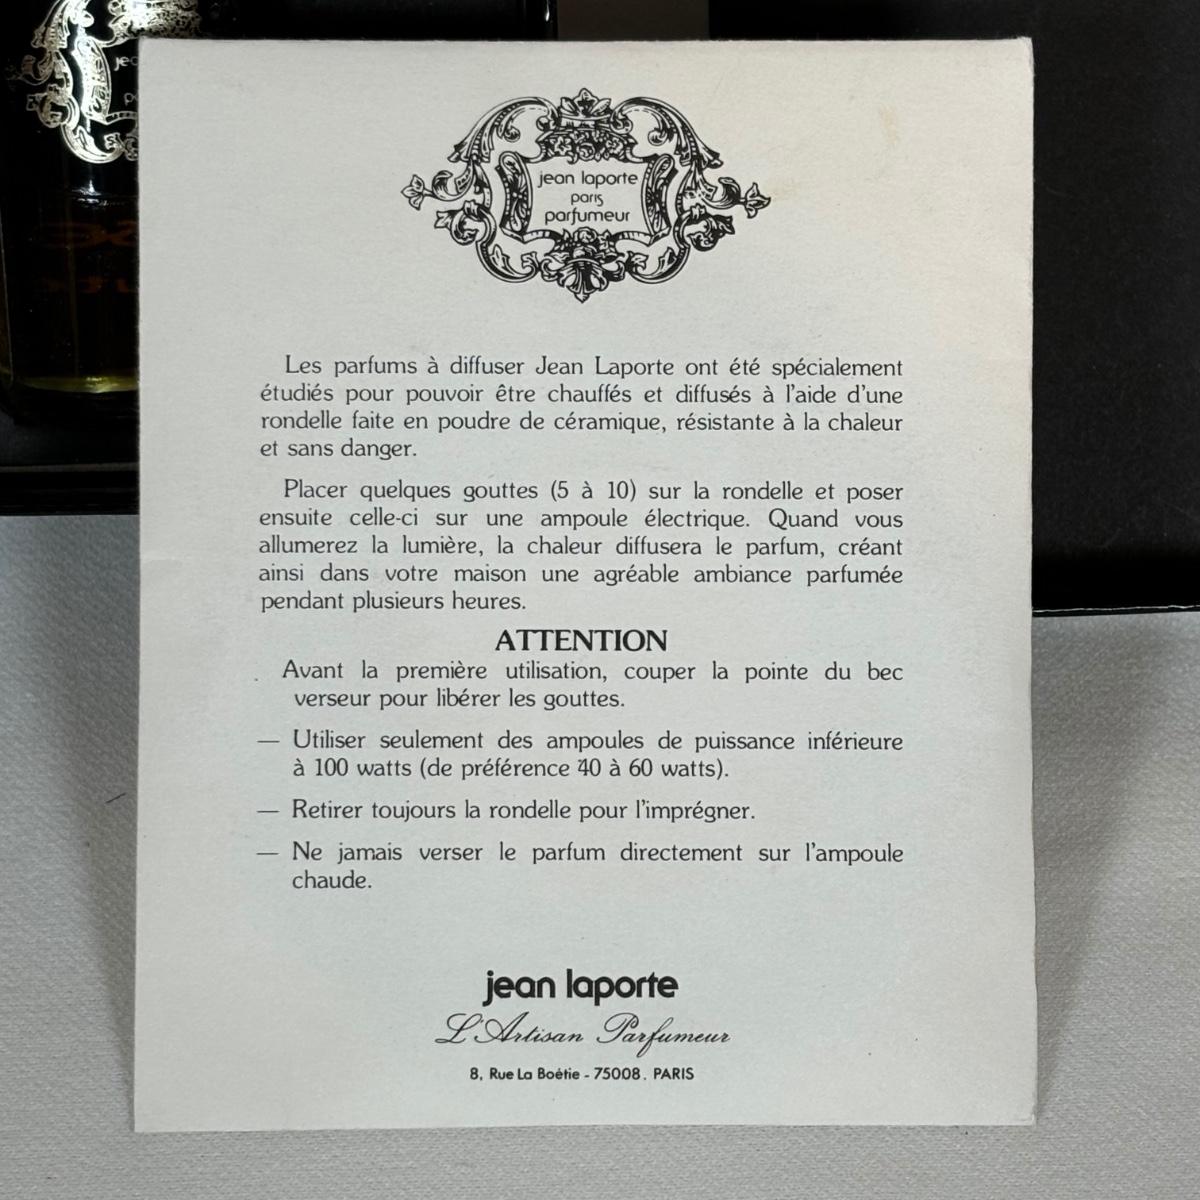 jean laporte
paris
parfumeur
Les parfums à diffuser Jean Laporte ont été spécialement
étudiés pour pouvoir être chauffés et diffusés à l'aide d'une
rondelle faite en poudre de céramique, résistante à la chaleur
et sans danger.
Placer quelques gouttes (5 à 10) sur la rondelle et poser
ensuite celle-ci sur une ampoule électrique. Quand vous
allumerez la lumière, la chaleur diffusera le parfum, créant
ainsi dans votre maison une agréable ambiance parfumée
pendant plusieurs heures.
ATTENTION
Avant la première utilisation, couper la pointe du bec
verseur pour libérer les gouttes.
— Utiliser seulement des ampoules de puissance inférieure
à 100 watts (de préférence 40 à 60 watts).
— Retirer toujours la rondelle pour l'imprégner.
— Ne jamais verser le parfum directement sur l'ampoule
chaude.
jean laporte
L'Artisan Parfumeur
8, Rue La Boëtie - 75008. PARIS